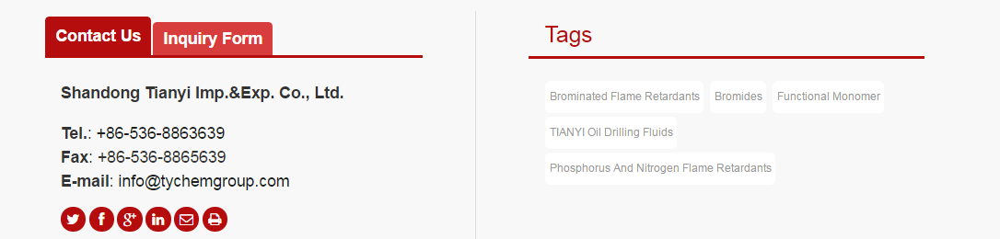 Contact Us
Inquiry Form
Shandong Tianyi Imp.&Exp. Co., Ltd.
Tel.: +86-536-8863639
Fax: +86-536-8865639
E-mail: info@tychemgroup.com
Tags
Brominated Flame Retardants
Bromides
Functional Monomer
TIANYI Oil Drilling Fluids
Phosphorus And Nitrogen Flame Retardants